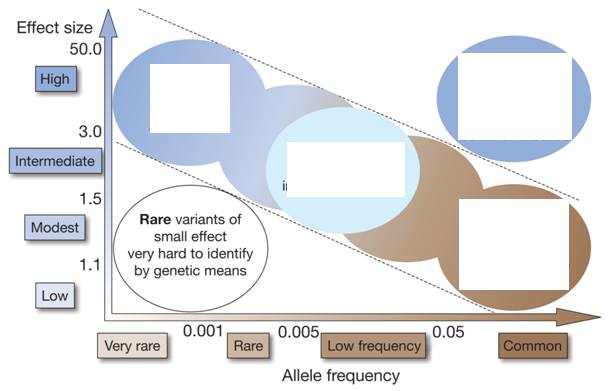 Effect size
50.0
High
3.0
Intermediate
1.5
Modest
1.1
Low
Rare variants of
small effect
very hard to identify
by genetic means
0.001
0.005
0.05
Very rare
Rare
Low frequency
Common
Allele frequency